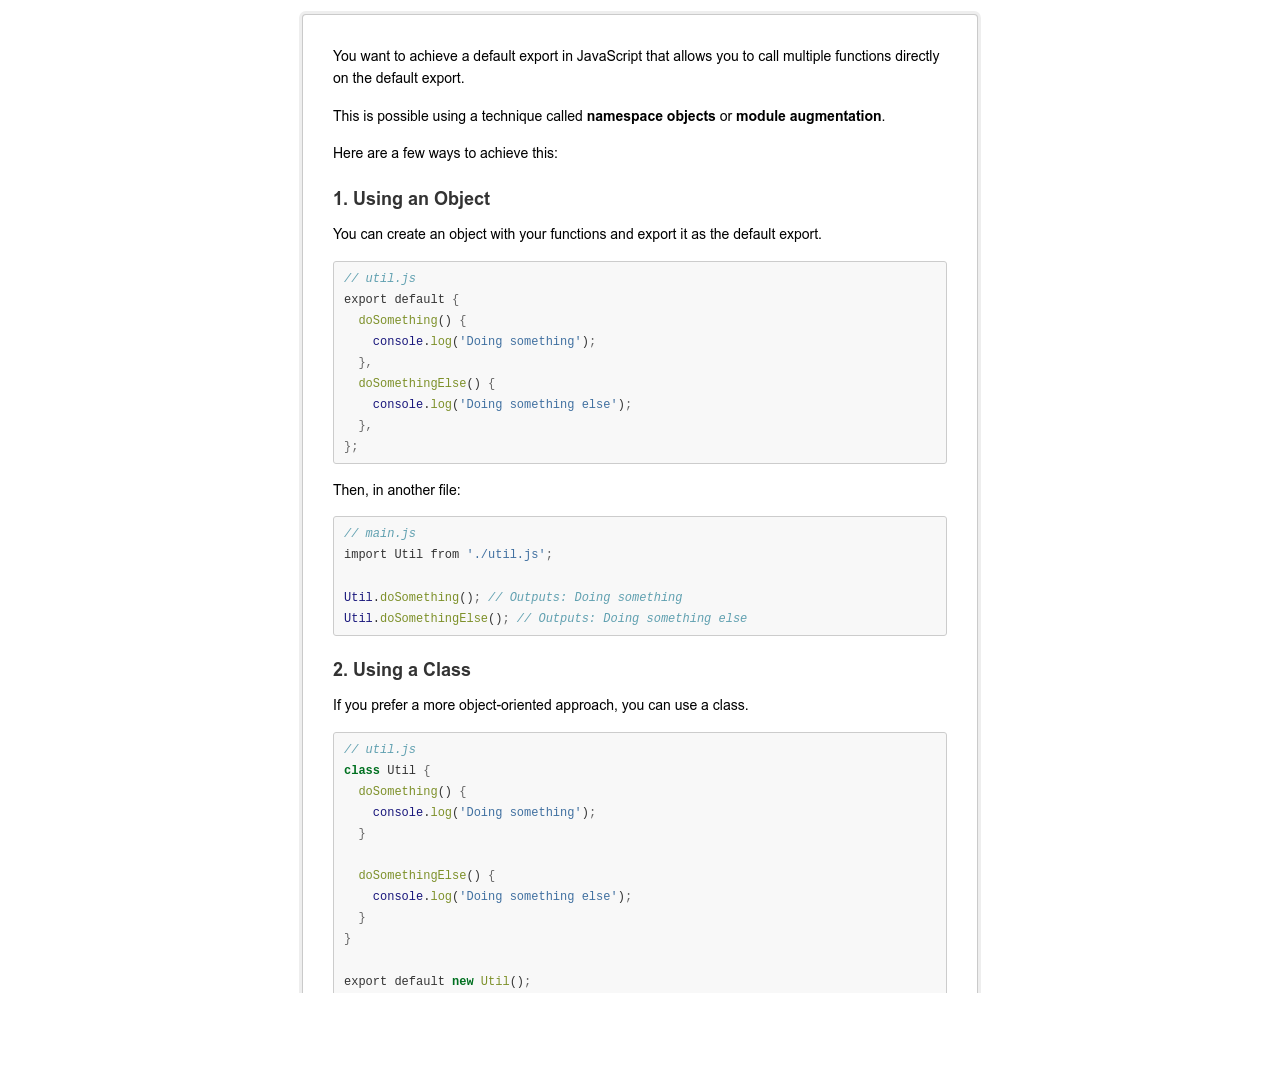 You want to achieve a default export in JavaScript that allows you to call multiple functions directly
on the default export.
This is possible using a technique called namespace objects or module augmentation.
Here are a few ways to achieve this:
1. Using an Object
You can create an object with your functions and export it as the default export.
// util.js
export default {
  doSomething() {
    console.log('Doing something');
  },
  doSomethingElse() {
    console.log('Doing something else');
  },
};
Then, in another file:
// main.js
import Util from './util.js';

Util.doSomething(); // Outputs: Doing something
Util.doSomethingElse(); // Outputs: Doing something else
2. Using a Class
If you prefer a more object-oriented approach, you can use a class.
// util.js
class Util {
  doSomething() {
    console.log('Doing something');
  }

  doSomethingElse() {
    console.log('Doing something else');
  }
}

export default new Util();